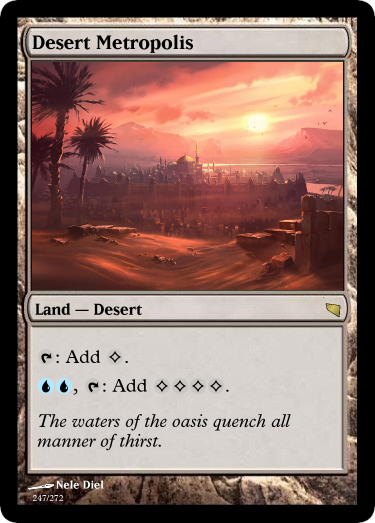 Desert Metropolis
Land — Desert
: Add .
, : Add .
The waters of the oasis quench all
manner of thirst.
Nele Diel
247/272